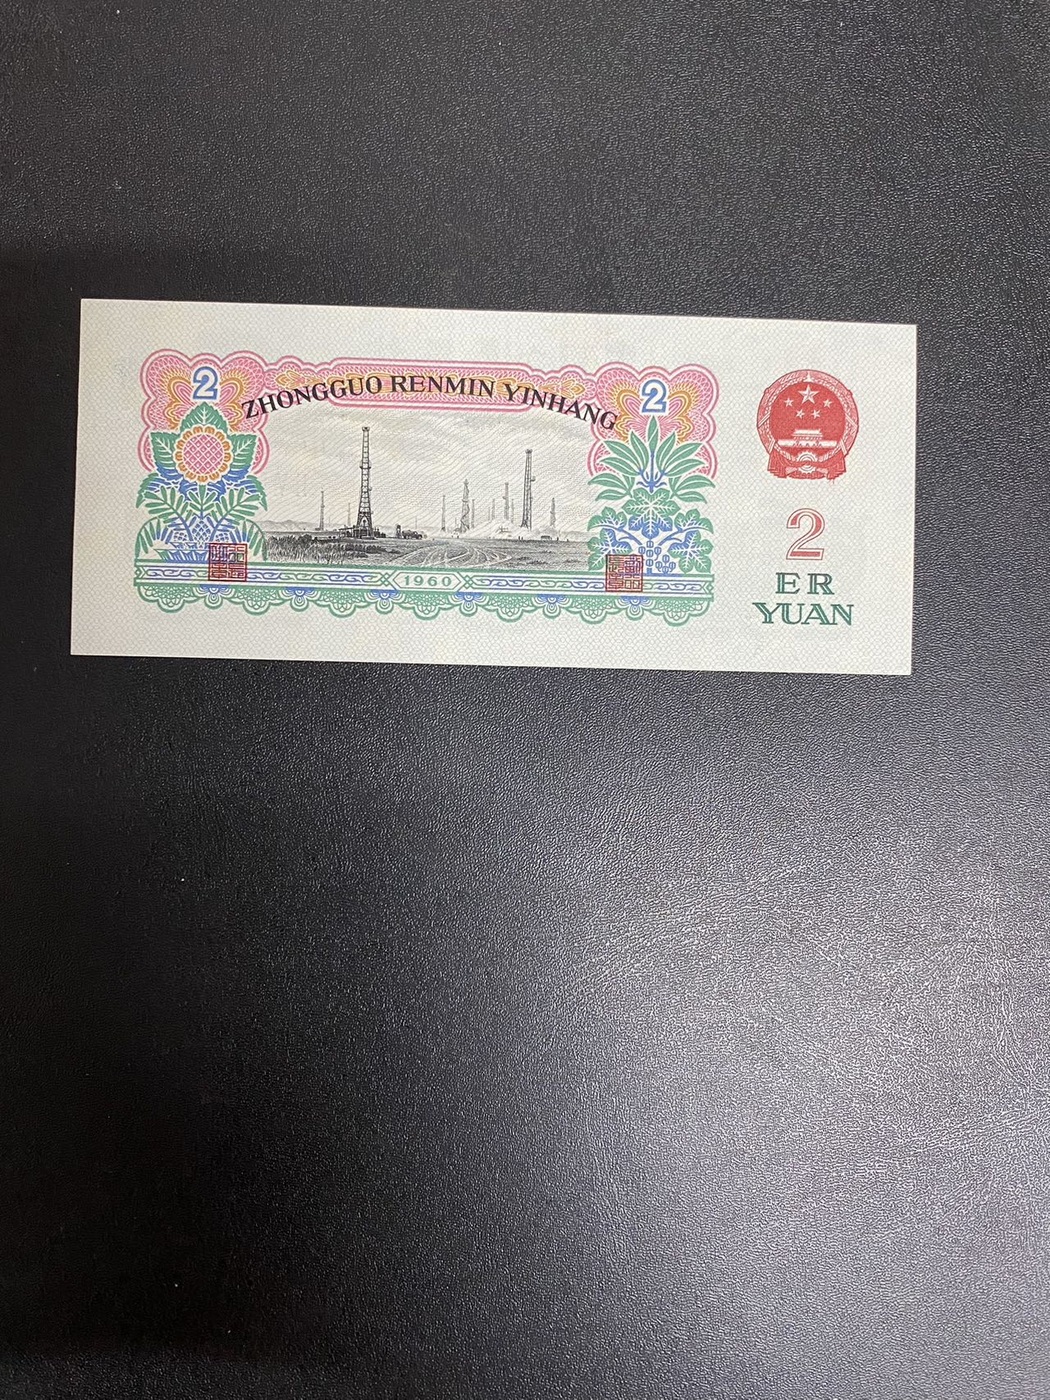 2
2
ZHONGGUO RENMIN YINHANG
2
ER
YUAN
1960